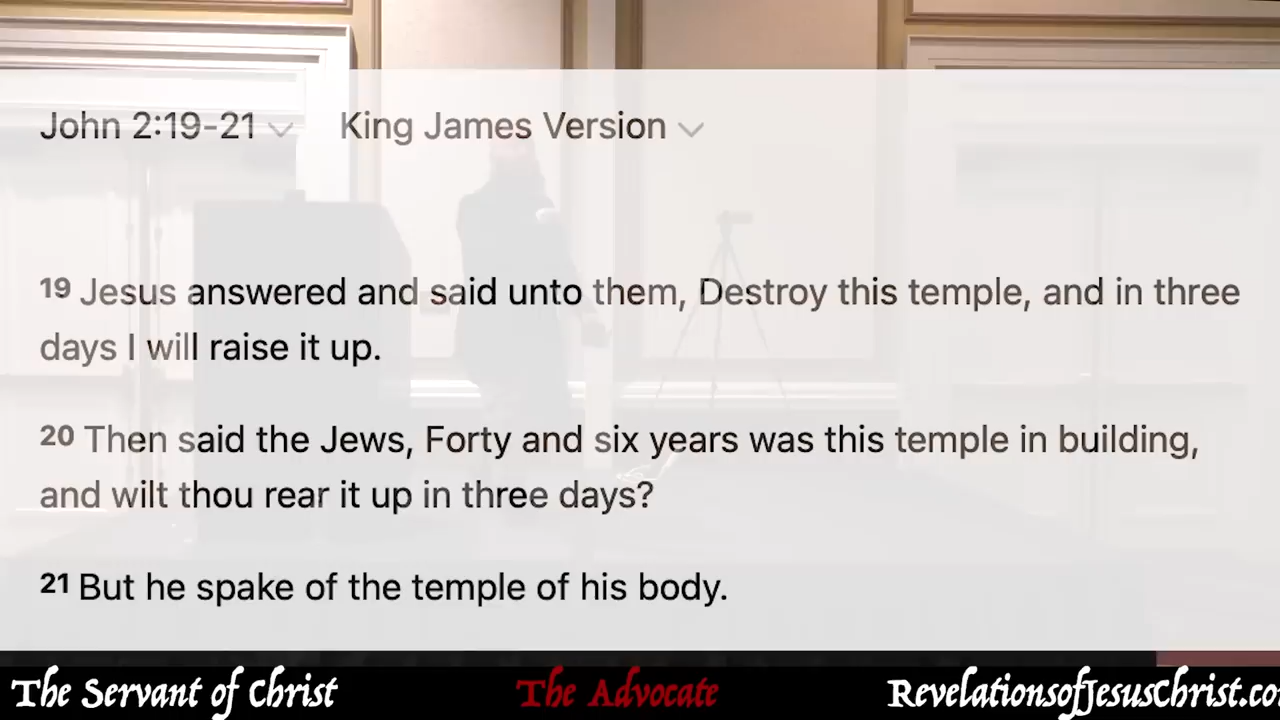 John 2:19-21 King James Version
19 Jesus answered and said unto them, Destroy this temple, and in three
days I will raise it up.
20 Then said the Jews, Forty and six years was this temple in building,
and wilt thou rear it up in three days?
21 But he spake of the temple of his body.
The Servant of Christ The Advocate RevelationsofJesusChrist.co